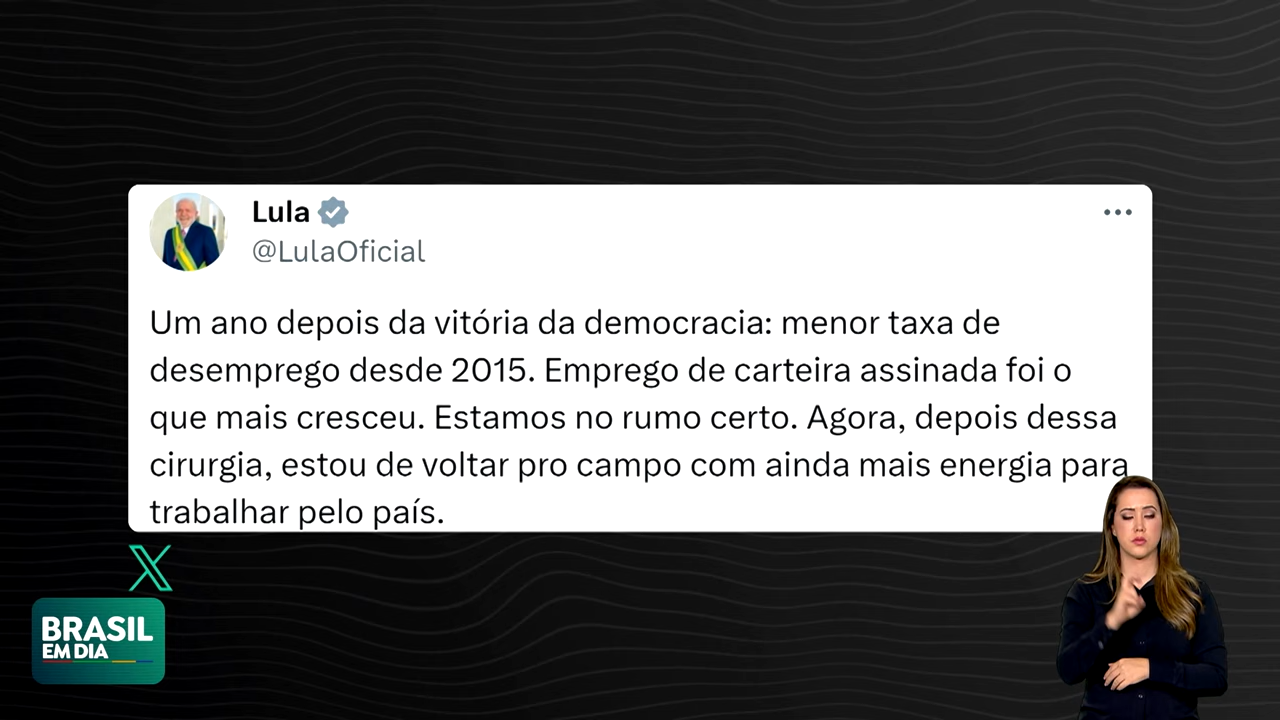 Lula
@LulaOficial
Um ano depois da vitória da democracia: menor taxa de
desemprego desde 2015. Emprego de carteira assinada foi o
que mais cresceu. Estamos no rumo certo. Agora, depois dessa
cirurgia, estou de voltar pro campo com ainda mais energia para
trabalhar pelo país.
BRASIL
EM DIA